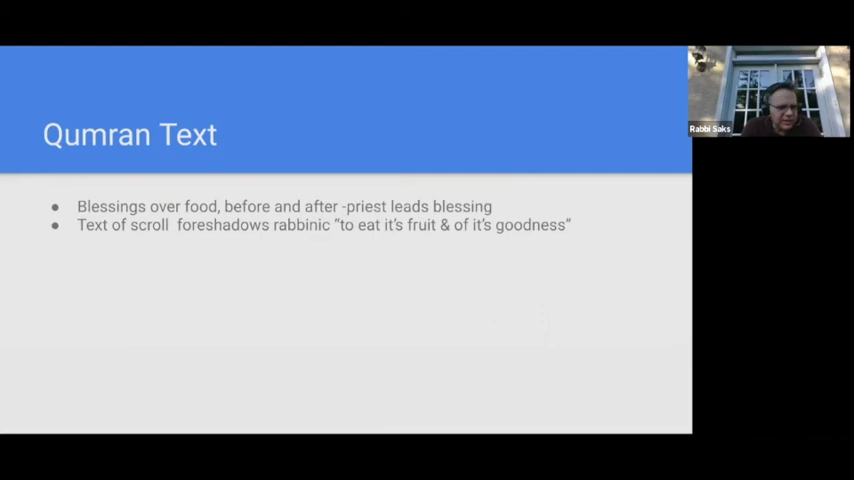 Qumran Text
Rabbi Saks
● Blessings over food, before and after -priest leads blessing
● Text of scroll foreshadows rabbinic “to eat it’s fruit & of it’s goodness”